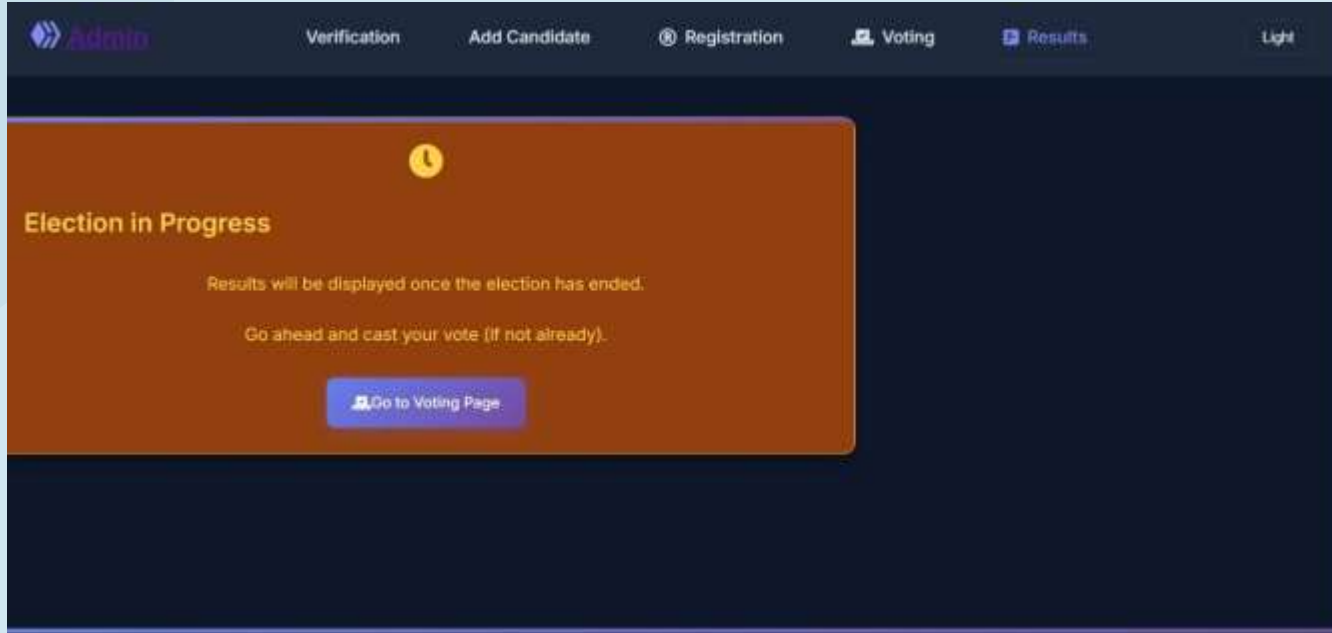 Admin
Verification
Add Candidate
Registration
Voting
Results
Light
Election in Progress
Results will be displayed once the election has ended.
Go ahead and cast your vote (if not already).
Go to Voting Page